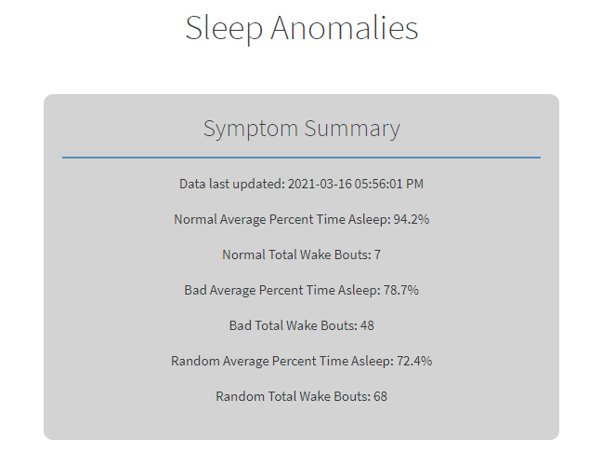 Sleep Anomalies
Symptom Summary
Data last updated: 2021-03-16 05:56:01 PM
Normal Average Percent Time Asleep: 94.2%
Normal Total Wake Bouts: 7
Bad Average Percent Time Asleep: 78.7%
Bad Total Wake Bouts: 48
Random Average Percent Time Asleep: 72.4%
Random Total Wake Bouts: 68